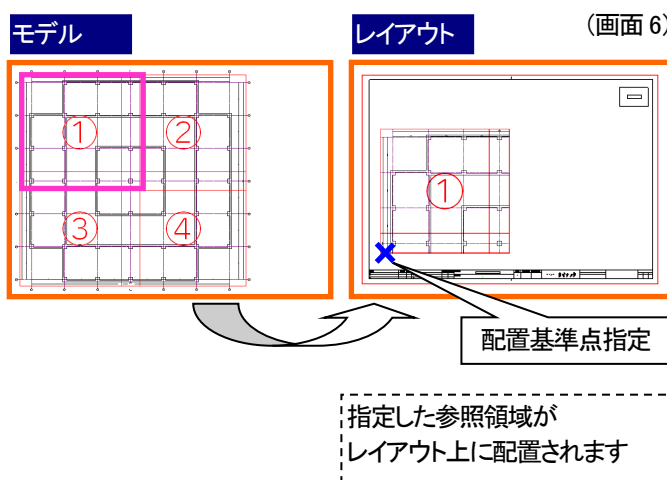 モデル
レイアウト
(画面 6)
①
②
③
④
①
配置基準点指定
指定した参照領域が
レイアウト上に配置されます